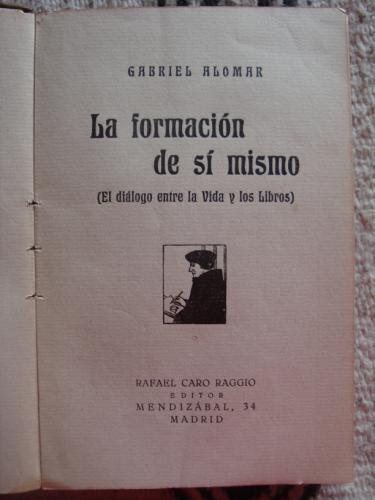 GABRIEL ALOMAR
La formación
de sí mismo
(El diálogo entre la Vida y los Libros)
RAFAEL CARO RAGGIO
EDITOR
MENDIZÁBAL, 34
MADRID